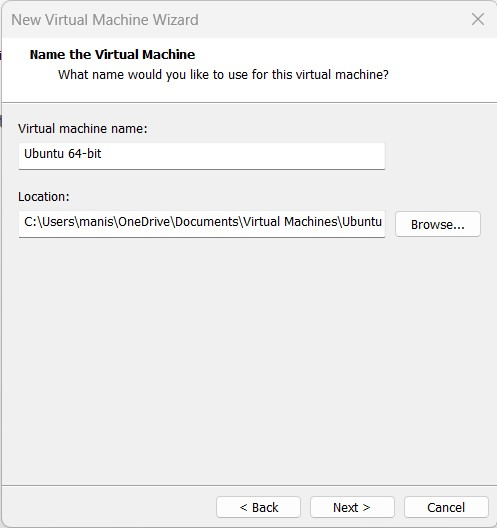 New Virtual Machine Wizard
Name the Virtual Machine
What name would you like to use for this virtual machine?
Virtual machine name:
Ubuntu 64-bit
Location:
C:\Users\manis\OneDrive\Documents\Virtual Machines\Ubuntu
Browse...
< Back
Next >
Cancel